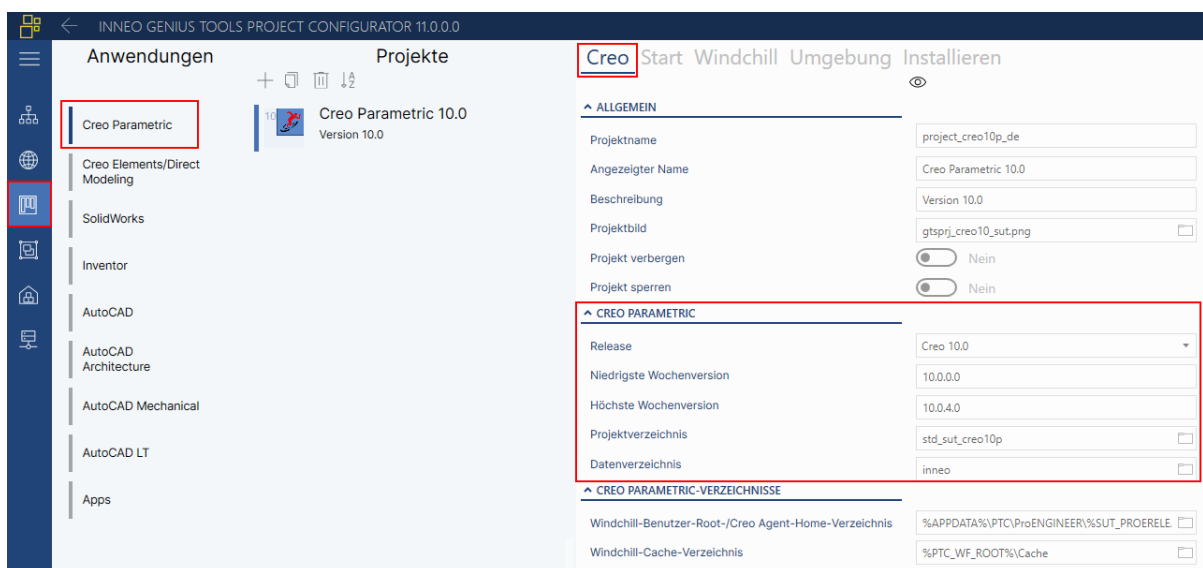 INNEO GENIUS TOOLS PROJECT CONFIGURATOR 11.0.0.0
Anwendungen
Creo Parametric
Creo Elements/Direct
Modeling
SolidWorks
Inventor
AutoCAD
AutoCAD
Architecture
AutoCAD Mechanical
AutoCAD LT
Apps
Projekte
10
Creo Parametric 10.0
Version 10.0
Creo Start Windchill Umgebung Installieren
ALLGEMEIN
Projektname project_creo10p_de
Angezeigter Name Creo Parametric 10.0
Beschreibung Version 10.0
Projektbild gtsprj_creo10_sut.png
Projekt verbergen Nein
Projekt sperren Nein
CREO PARAMETRIC
Release Creo 10.0
Niedrigste Wochenversion 10.0.0.0
Höchste Wochenversion 10.0.4.0
Projektverzeichnis std_sut_creo10p
Datenverzeichnis inneo
CREO PARAMETRIC-VERZEICHNISSE
Windchill-Benutzer-Root-/Creo Agent-Home-Verzeichnis %APPDATA%\PTC\ProENGINEER\%SUT_PROERELE.
Windchill-Cache-Verzeichnis %PTC_WF_ROOT%\Cache